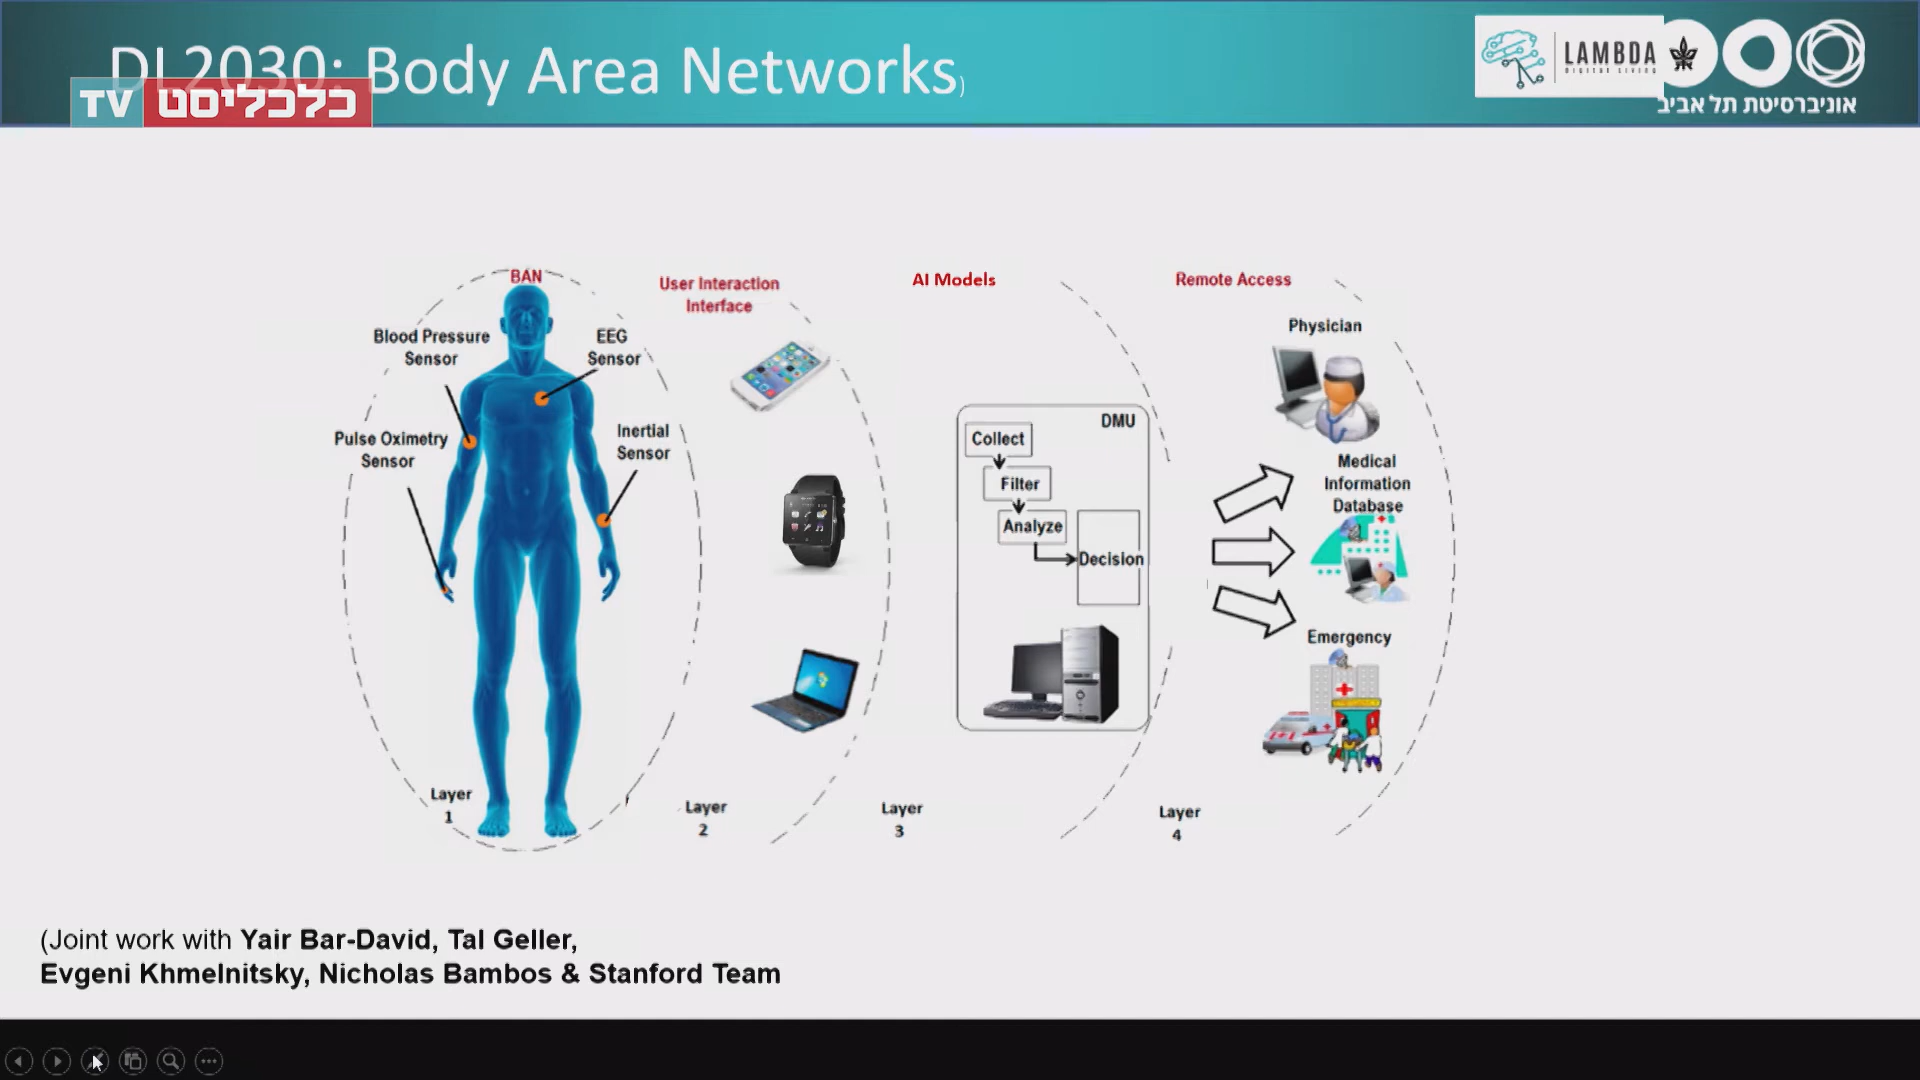 DL2030: Body Area Networks)
TV כלכליסט
LAMBDA
DIGITAL LIVING
אוניברסיטת תל אביב
BAN
Blood Pressure
Sensor
EEG
Sensor
Pulse Oximetry
Sensor
Inertial
Sensor
Layer
1
User Interaction
Interface
Layer
2
AI Models
DMU
Collect
Filter
Analyze
Decision
Layer
3
Remote Access
Physician
Medical
Information
Database
Emergency
Layer
4
(Joint work with Yair Bar-David, Tal Geller,
Evgeni Khmelnitsky, Nicholas Bambos & Stanford Team